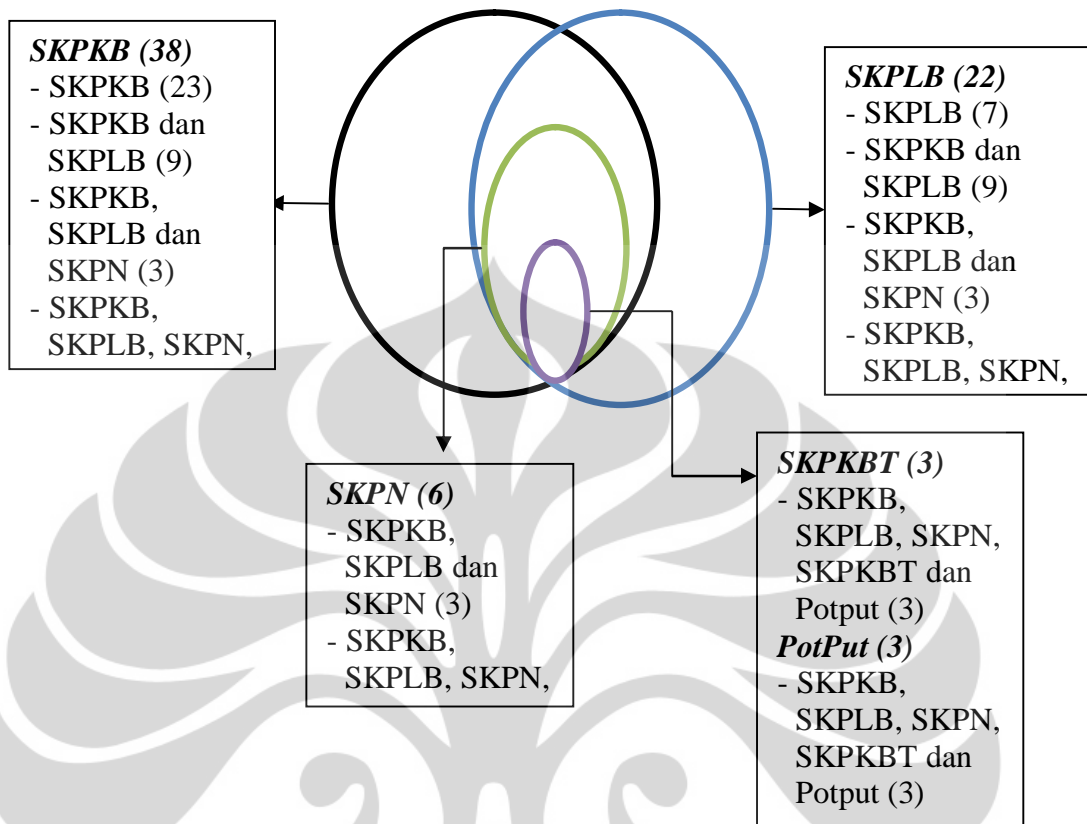 SKPKB (38)
- SKPKB (23)
- SKPKB dan
SKPLB (9)
- SKPKB,
SKPLB dan
SKPN (3)
- SKPKB,
SKPLB, SKPN,
SKPLB (22)
- SKPLB (7)
- SKPKB dan
SKPLB (9)
- SKPKB,
SKPLB dan
SKPN (3)
- SKPKB,
SKPLB, SKPN,
SKPN (6)
- SKPKB,
SKPLB dan
SKPN (3)
- SKPKB,
SKPLB, SKPN,
SKPKBT (3)
- SKPKB,
SKPLB, SKPN,
SKPKBT dan
Potput (3)
PotPut (3)
- SKPKB,
SKPLB, SKPN,
SKPKBT dan
Potput (3)